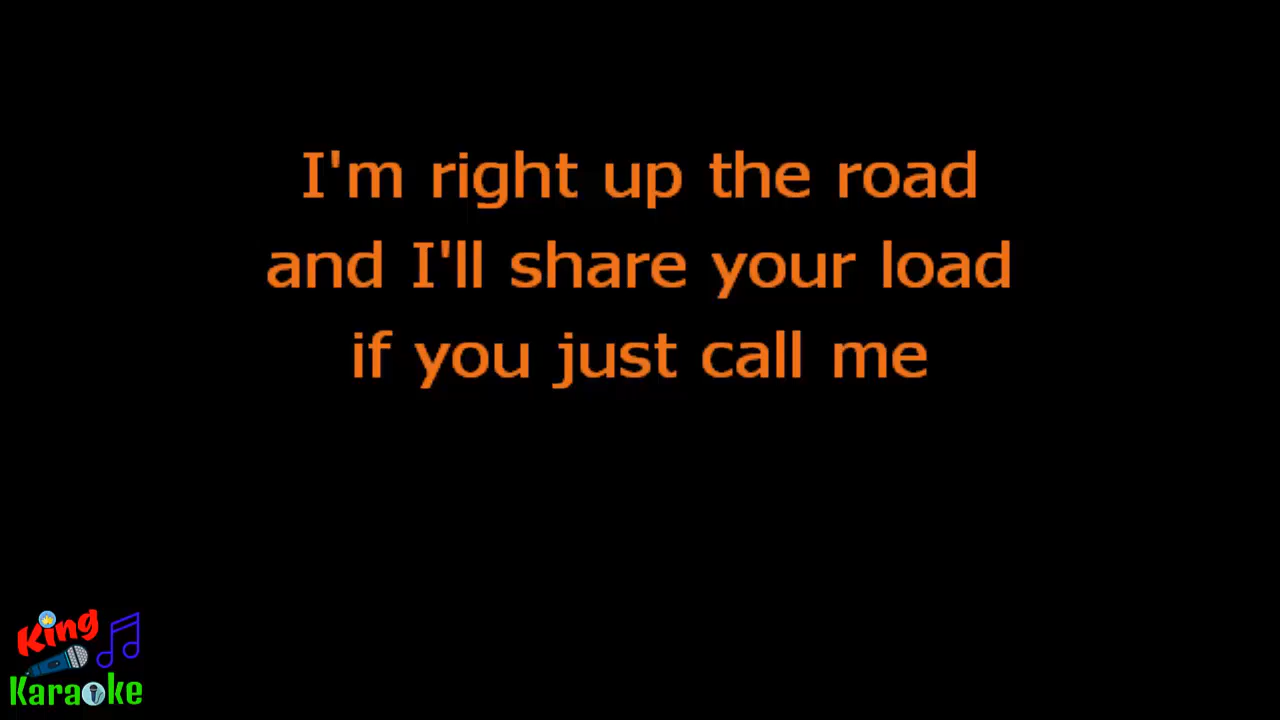 I'm right up the road
and I'll share your load
if you just call me
King
Karaoke